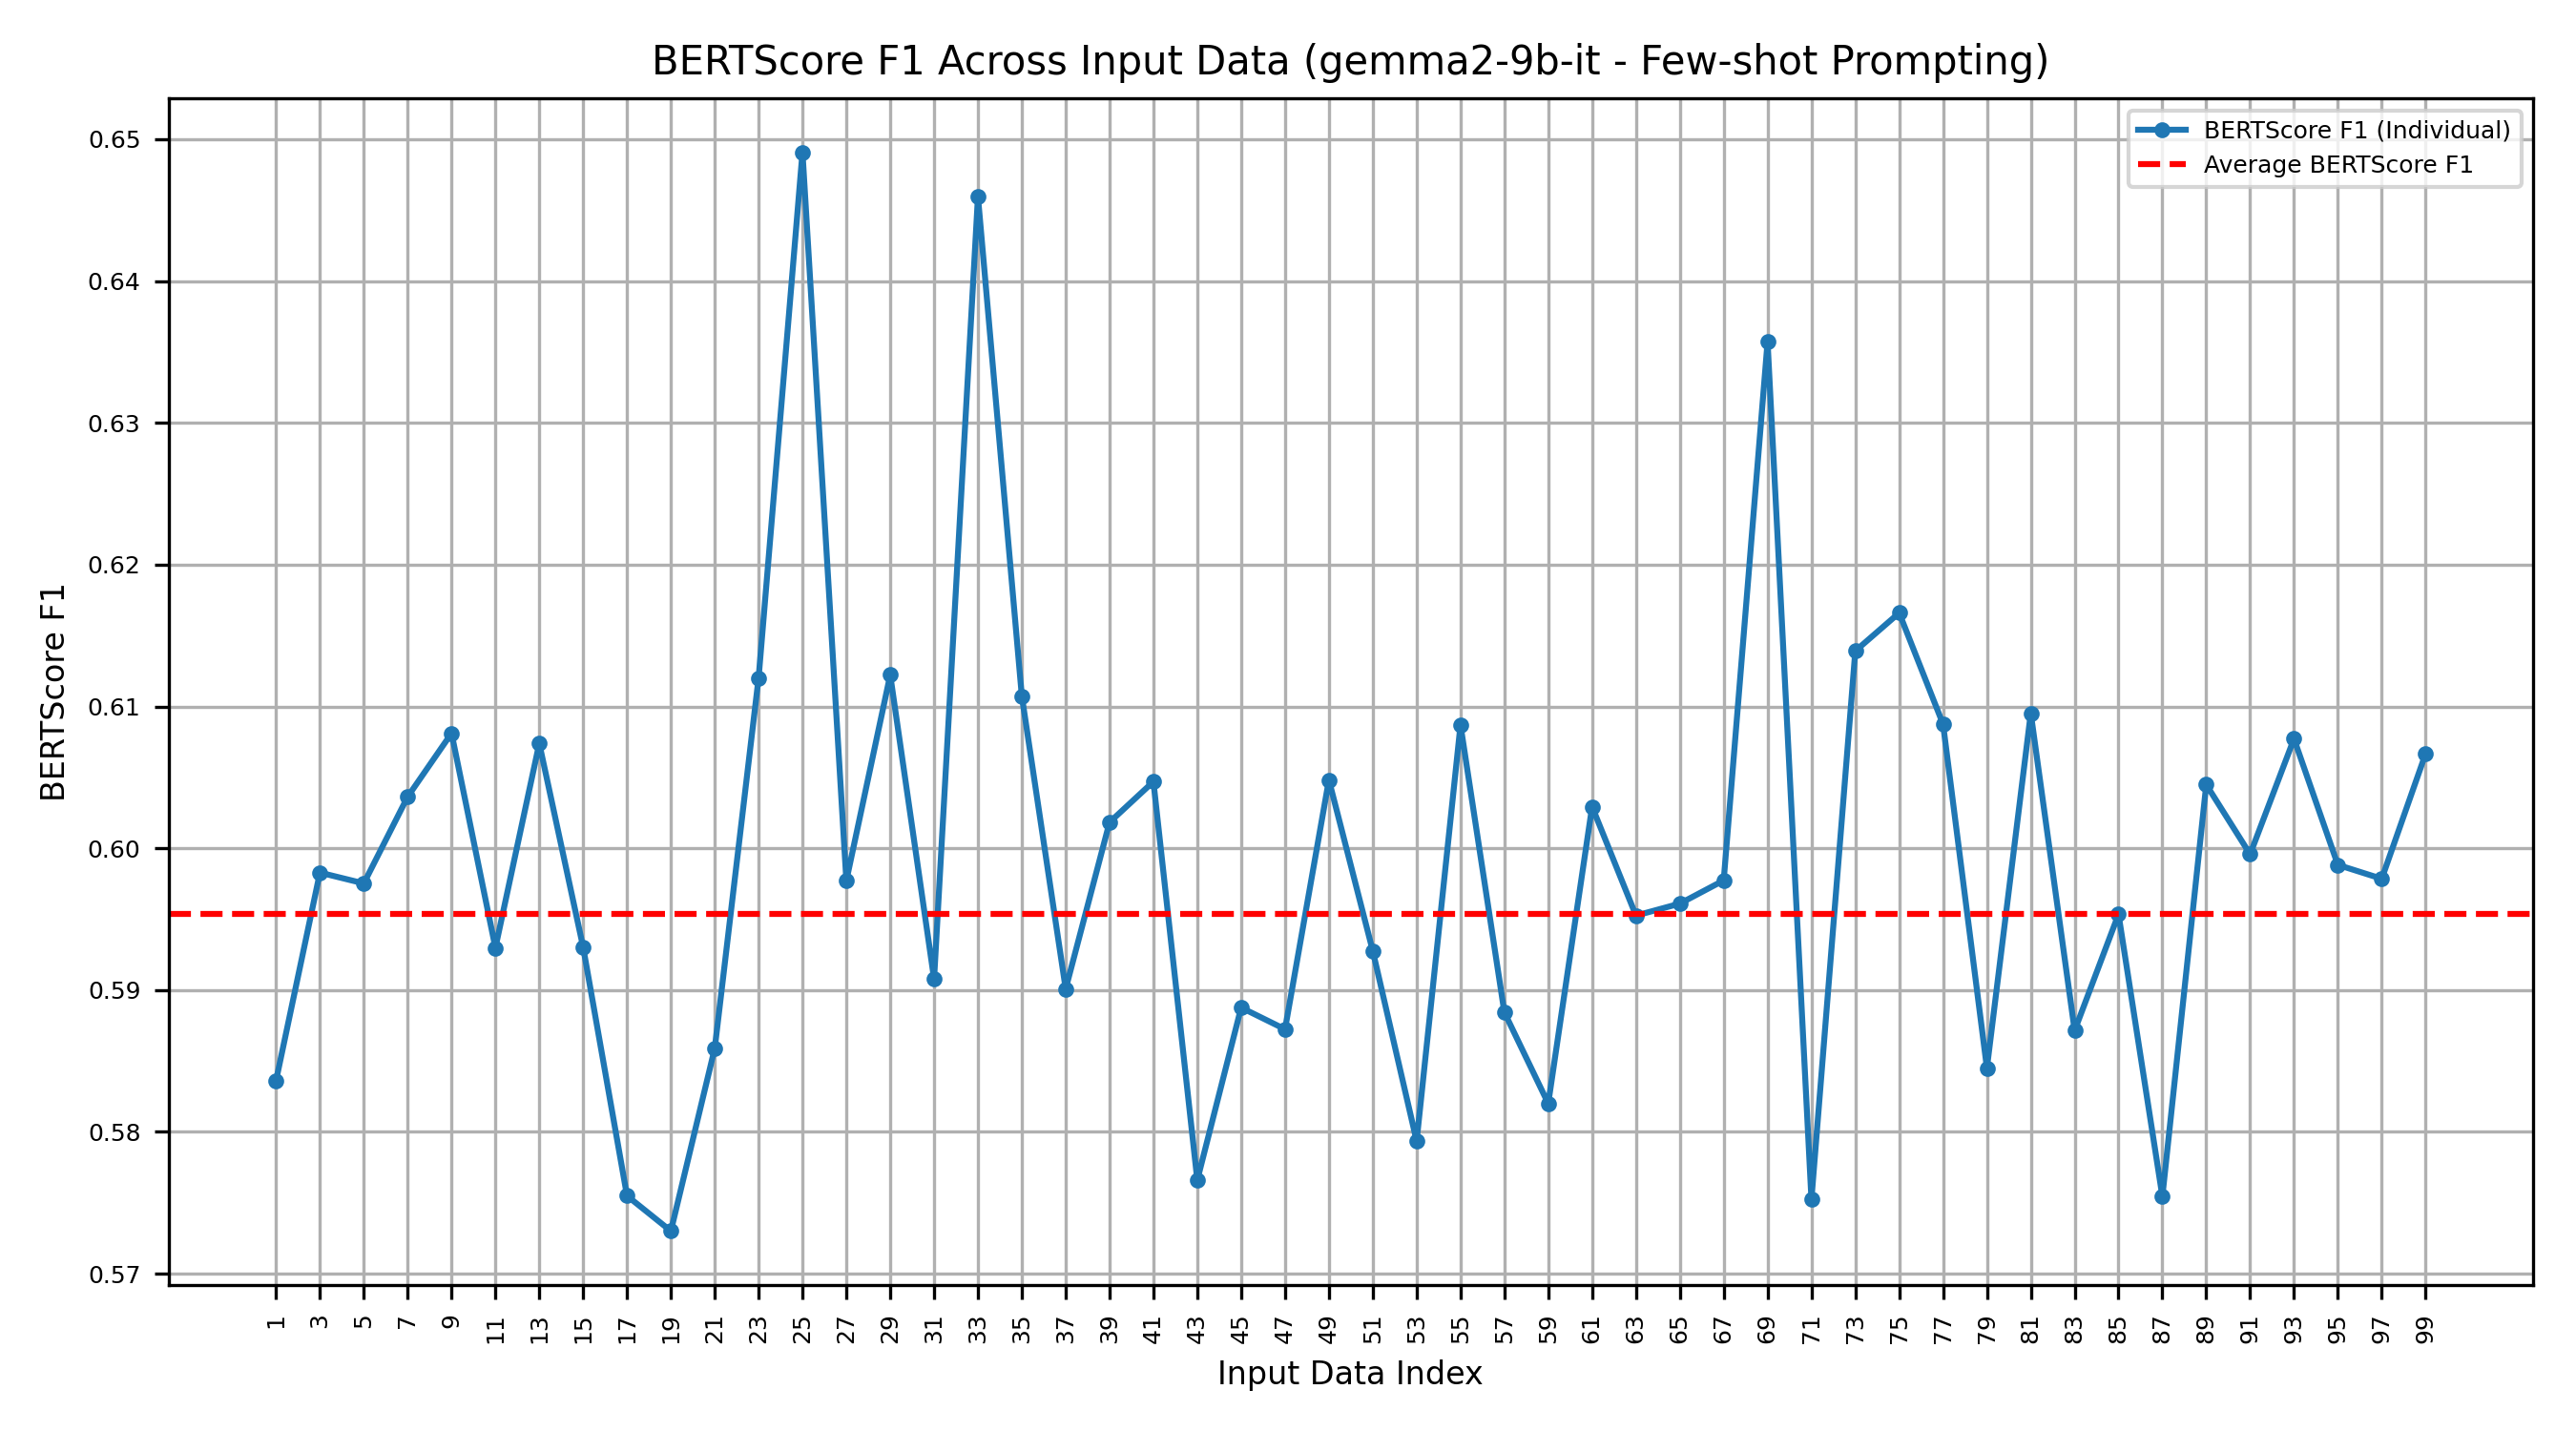 BERTScore F1 Across Input Data (gemma2-9b-it - Few-shot Prompting)
BERTScore F1 (Individual)
Average BERTScore F1
BERTScore F1
0.65
0.64
0.63
0.62
0.61
0.60
0.59
0.58
0.57
1 3 5 7 9 11 13 15 17 19 21 23 25 27 29 31 33 35 37 39 41 43 45 47 49 51 53 55 57 59 61 63 65 67 69 71 73 75 77 79 81 83 85 87 89 91 93 95 97 99
Input Data Index